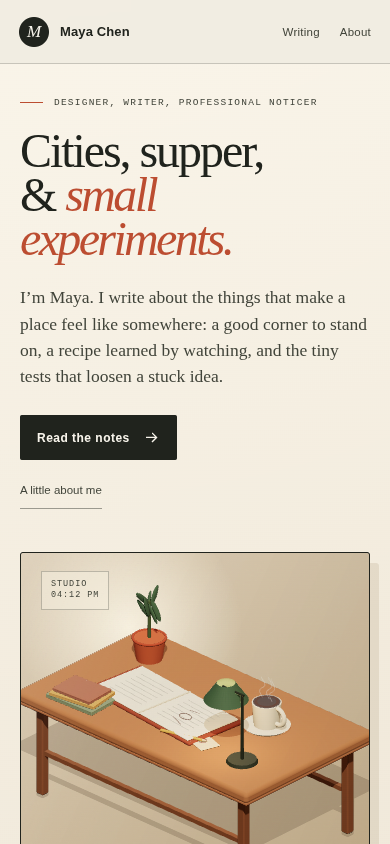 M Maya Chen Writing About
DESIGNER, WRITER, PROFESSIONAL NOTICER
Cities, supper,
& small
experiments.
I’m Maya. I write about the things that make a
place feel like somewhere: a good corner to stand
on, a recipe learned by watching, and the tiny
tests that loosen a stuck idea.
Read the notes →
A little about me
STUDIO
04:12 PM